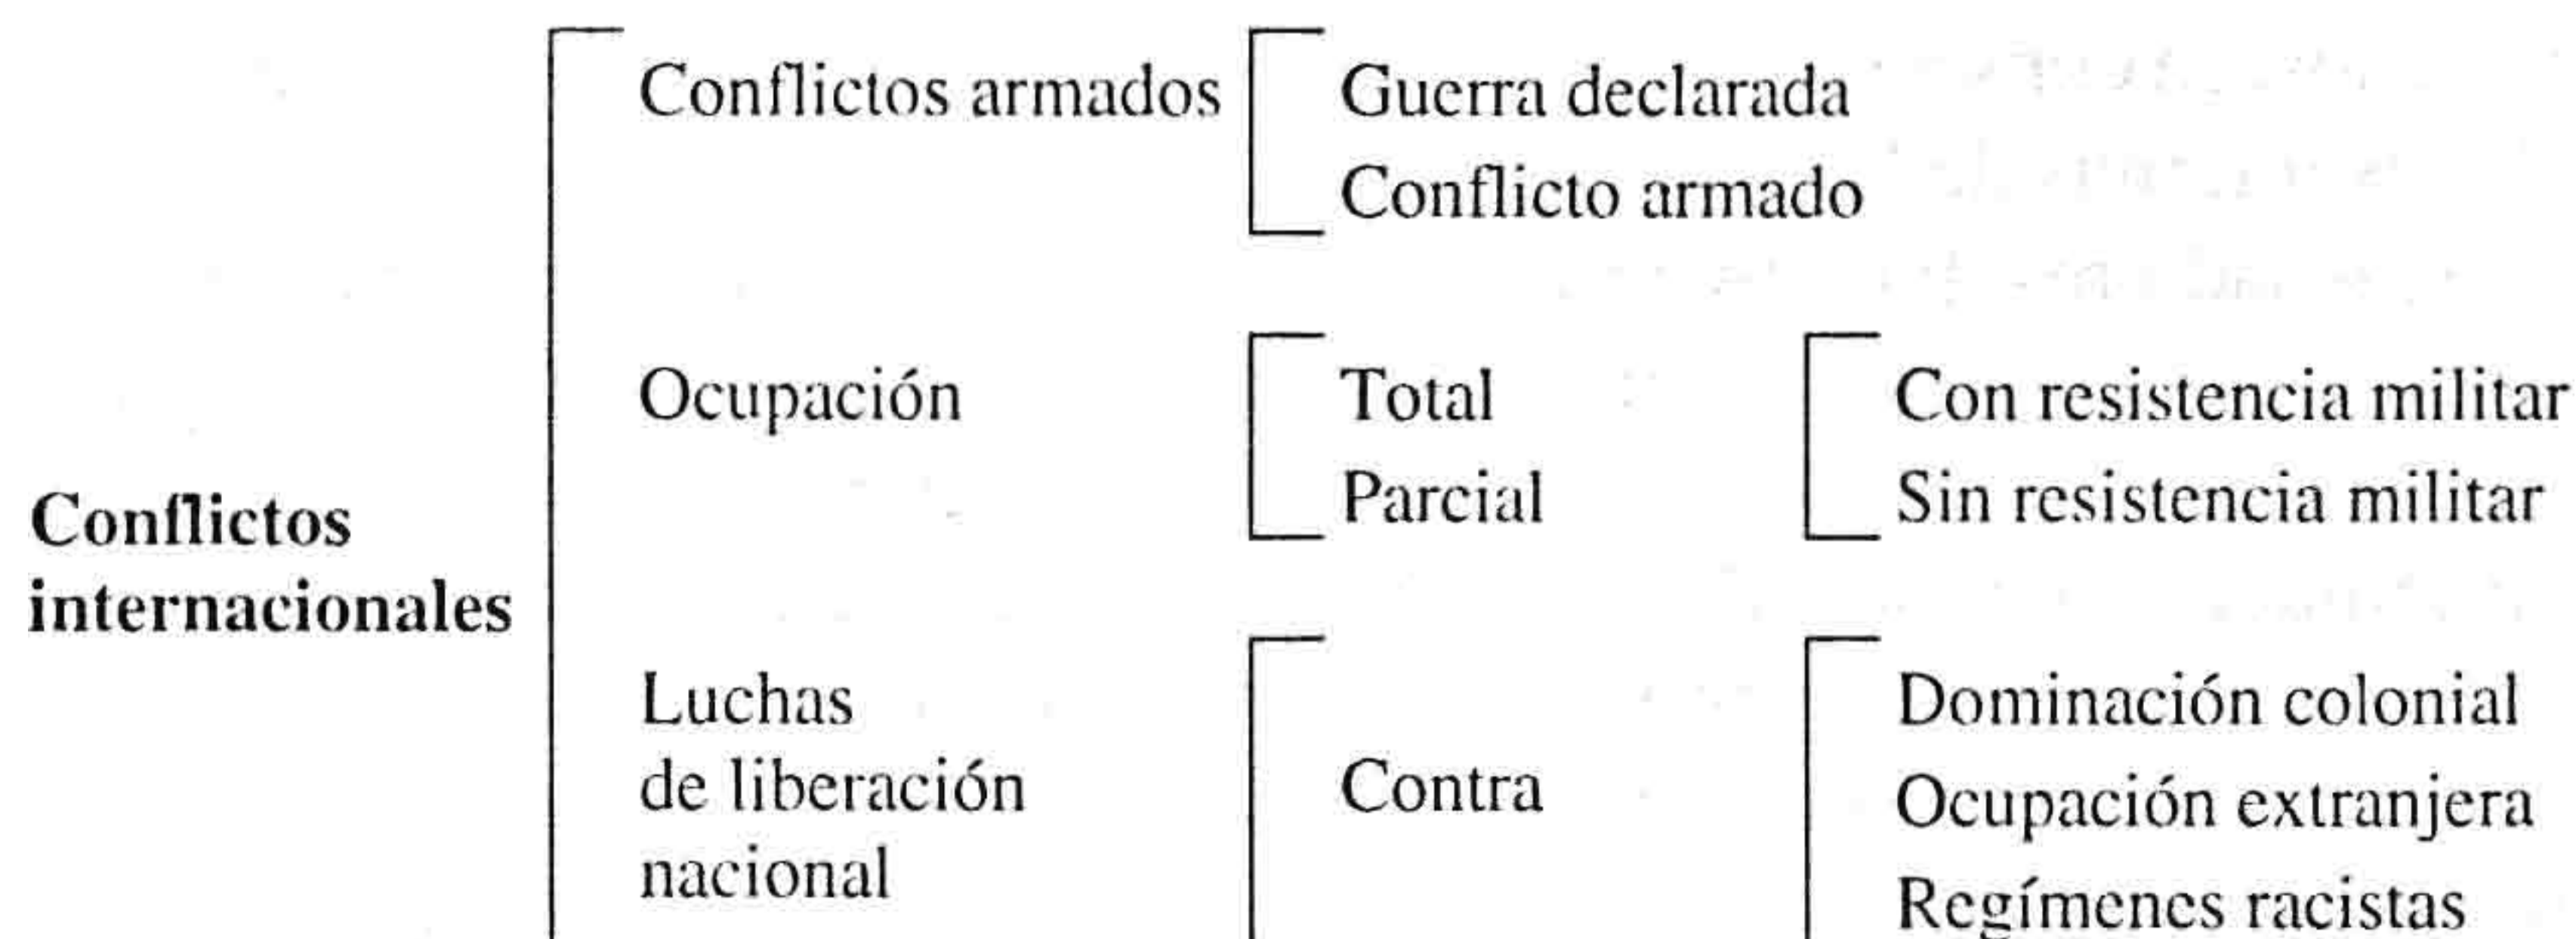 Conflictos armados
Guerra declarada
Conflicto armado
Ocupación
Total
Parcial
Con resistencia militar
Sin resistencia militar
Conflictos
internacionales
Luchas
de liberación
nacional
Contra
Dominación colonial
Ocupación extranjera
Regímenes racistas